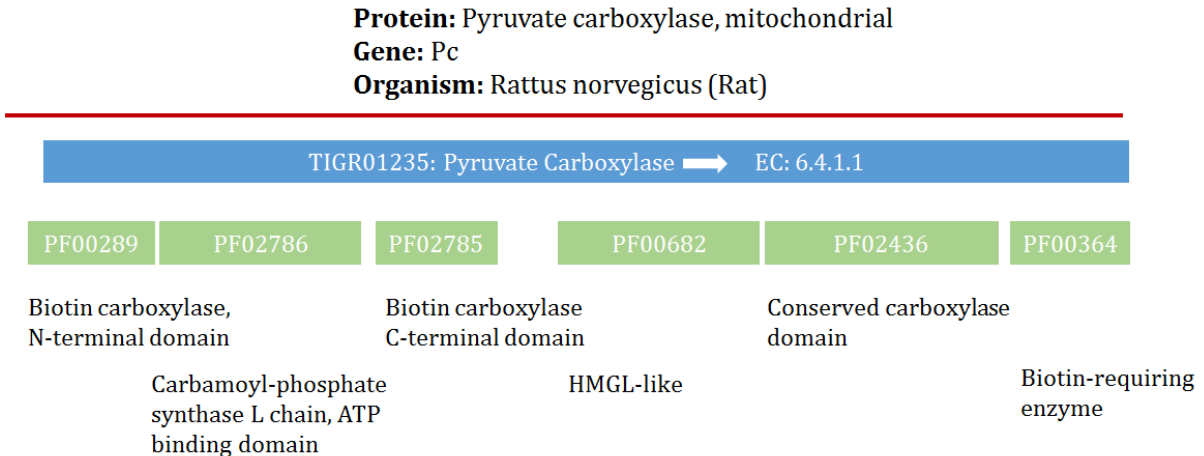 Protein: Pyruvate carboxylase, mitochondrial
Gene: Pc
Organism: Rattus norvegicus (Rat)
TIGR01235: Pyruvate Carboxylase EC: 6.4.1.1
PF00289 PF02786 PF02785 PF00682 PF02436 PF00364
Biotin carboxylase,
N-terminal domain
Biotin carboxylase
C-terminal domain
Conserved carboxylase
domain
Carbamoyl-phosphate
synthase L chain, ATP
binding domain
HMGL-like
Biotin-requiring
enzyme